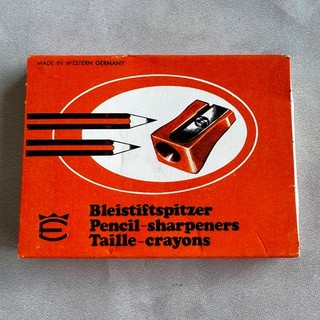 MADE IN WESTERN GERMANY
Bleistiftspitzer
Pencil-sharpeners
Taille-crayons
E